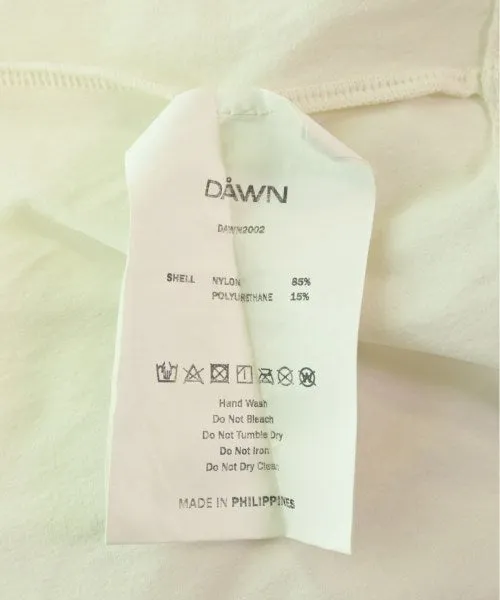 DÅWN
DAWN2002
SHELL NYLON 85%
POLYURETHANE 15%
Hand Wash
Do Not Bleach
Do Not Tumble Dry
Do Not Iron
Do Not Dry Clean
MADE IN PHILIPPINES